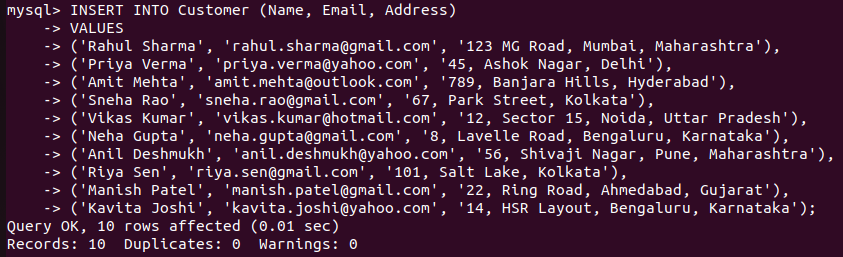 mysql> INSERT INTO Customer (Name, Email, Address)
    -> VALUES
    -> ('Rahul Sharma', 'rahul.sharma@gmail.com', '123 MG Road, Mumbai, Maharashtra'),
    -> ('Priya Verma', 'priya.verma@yahoo.com', '45, Ashok Nagar, Delhi'),
    -> ('Amit Mehta', 'amit.mehta@outlook.com', '789, Banjara Hills, Hyderabad'),
    -> ('Sneha Rao', 'sneha.rao@gmail.com', '67, Park Street, Kolkata'),
    -> ('Vikas Kumar', 'vikas.kumar@hotmail.com', '12, Sector 15, Noida, Uttar Pradesh'),
    -> ('Neha Gupta', 'neha.gupta@gmail.com', '8, Lavelle Road, Bengaluru, Karnataka'),
    -> ('Anil Deshmukh', 'anil.deshmukh@yahoo.com', '56, Shivaji Nagar, Pune, Maharashtra'),
    -> ('Riya Sen', 'riya.sen@gmail.com', '101, Salt Lake, Kolkata'),
    -> ('Manish Patel', 'manish.patel@gmail.com', '22, Ring Road, Ahmedabad, Gujarat'),
    -> ('Kavita Joshi', 'kavita.joshi@yahoo.com', '14, HSR Layout, Bengaluru, Karnataka');
Query OK, 10 rows affected (0.01 sec)
Records: 10  Duplicates: 0  Warnings: 0